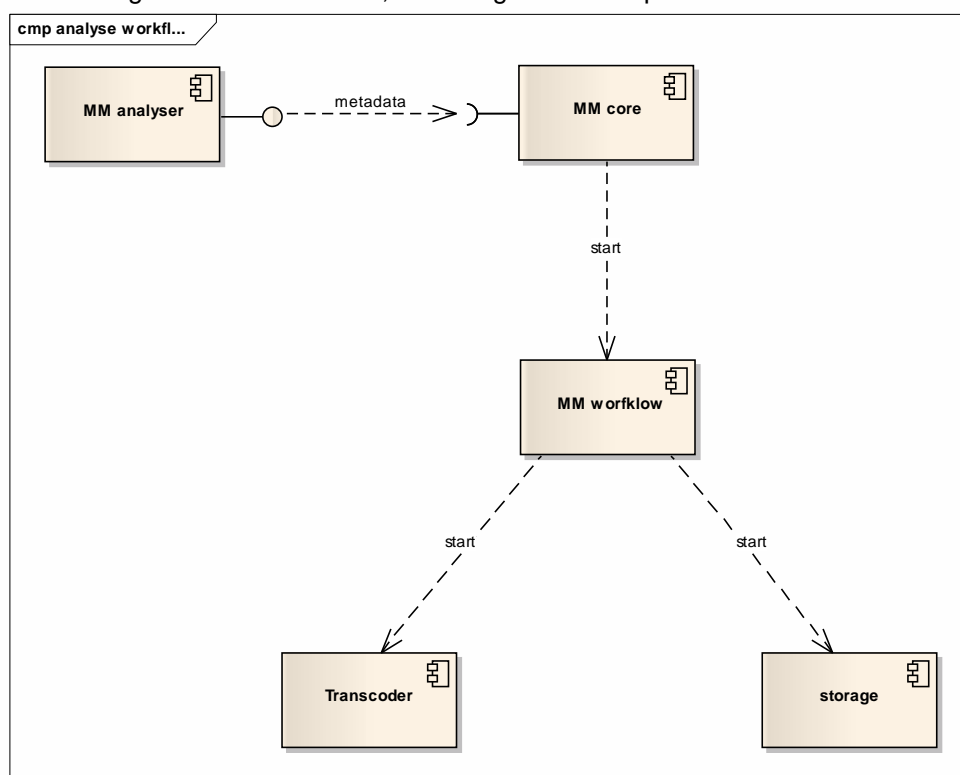 cmp analyse workfl...
MM analyser
metadata
MM core
start
MM worfklow
start
start
Transcoder
storage